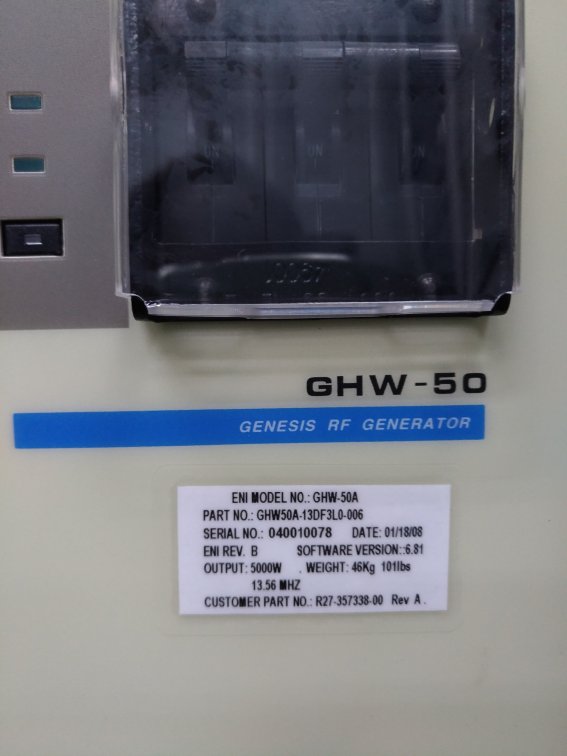 ON ON ON
GHW-50
GENESIS RF GENERATOR
ENI MODEL NO.: GHW-50A
PART NO.: GHW50A-13DF3L0-006
SERIAL NO.: 040010078 DATE: 01/18/08
ENI REV. B SOFTWARE VERSION.:6.81
OUTPUT: 5000W . WEIGHT: 46Kg 101lbs
13.56 MHZ
CUSTOMER PART NO.: R27-357338-00 Rev A .